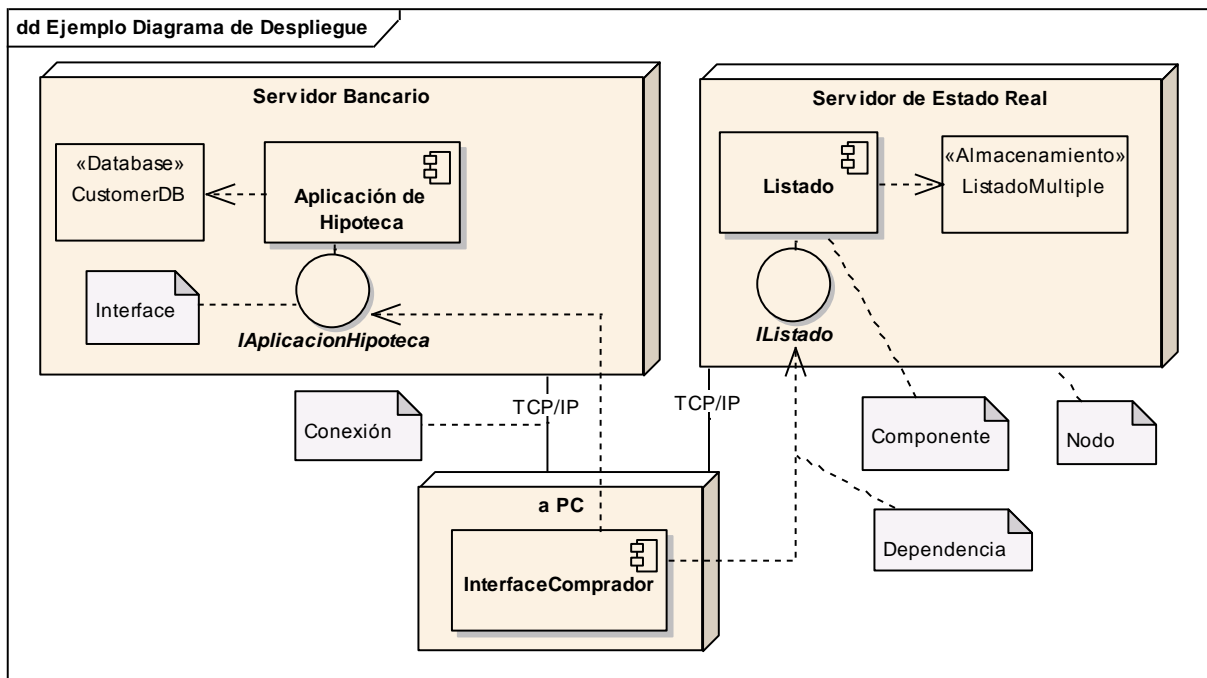 dd Ejemplo Diagrama de Despliegue
Servidor Bancario
«Database»
CustomerDB
Aplicación de
Hipoteca
Interface
IAplicacionHipoteca
Servidor de Estado Real
Listado
«Almacenamiento»
ListadoMultiple
IListado
TCP/IP
TCP/IP
Conexión
Componente
Nodo
Dependencia
a PC
InterfaceComprador